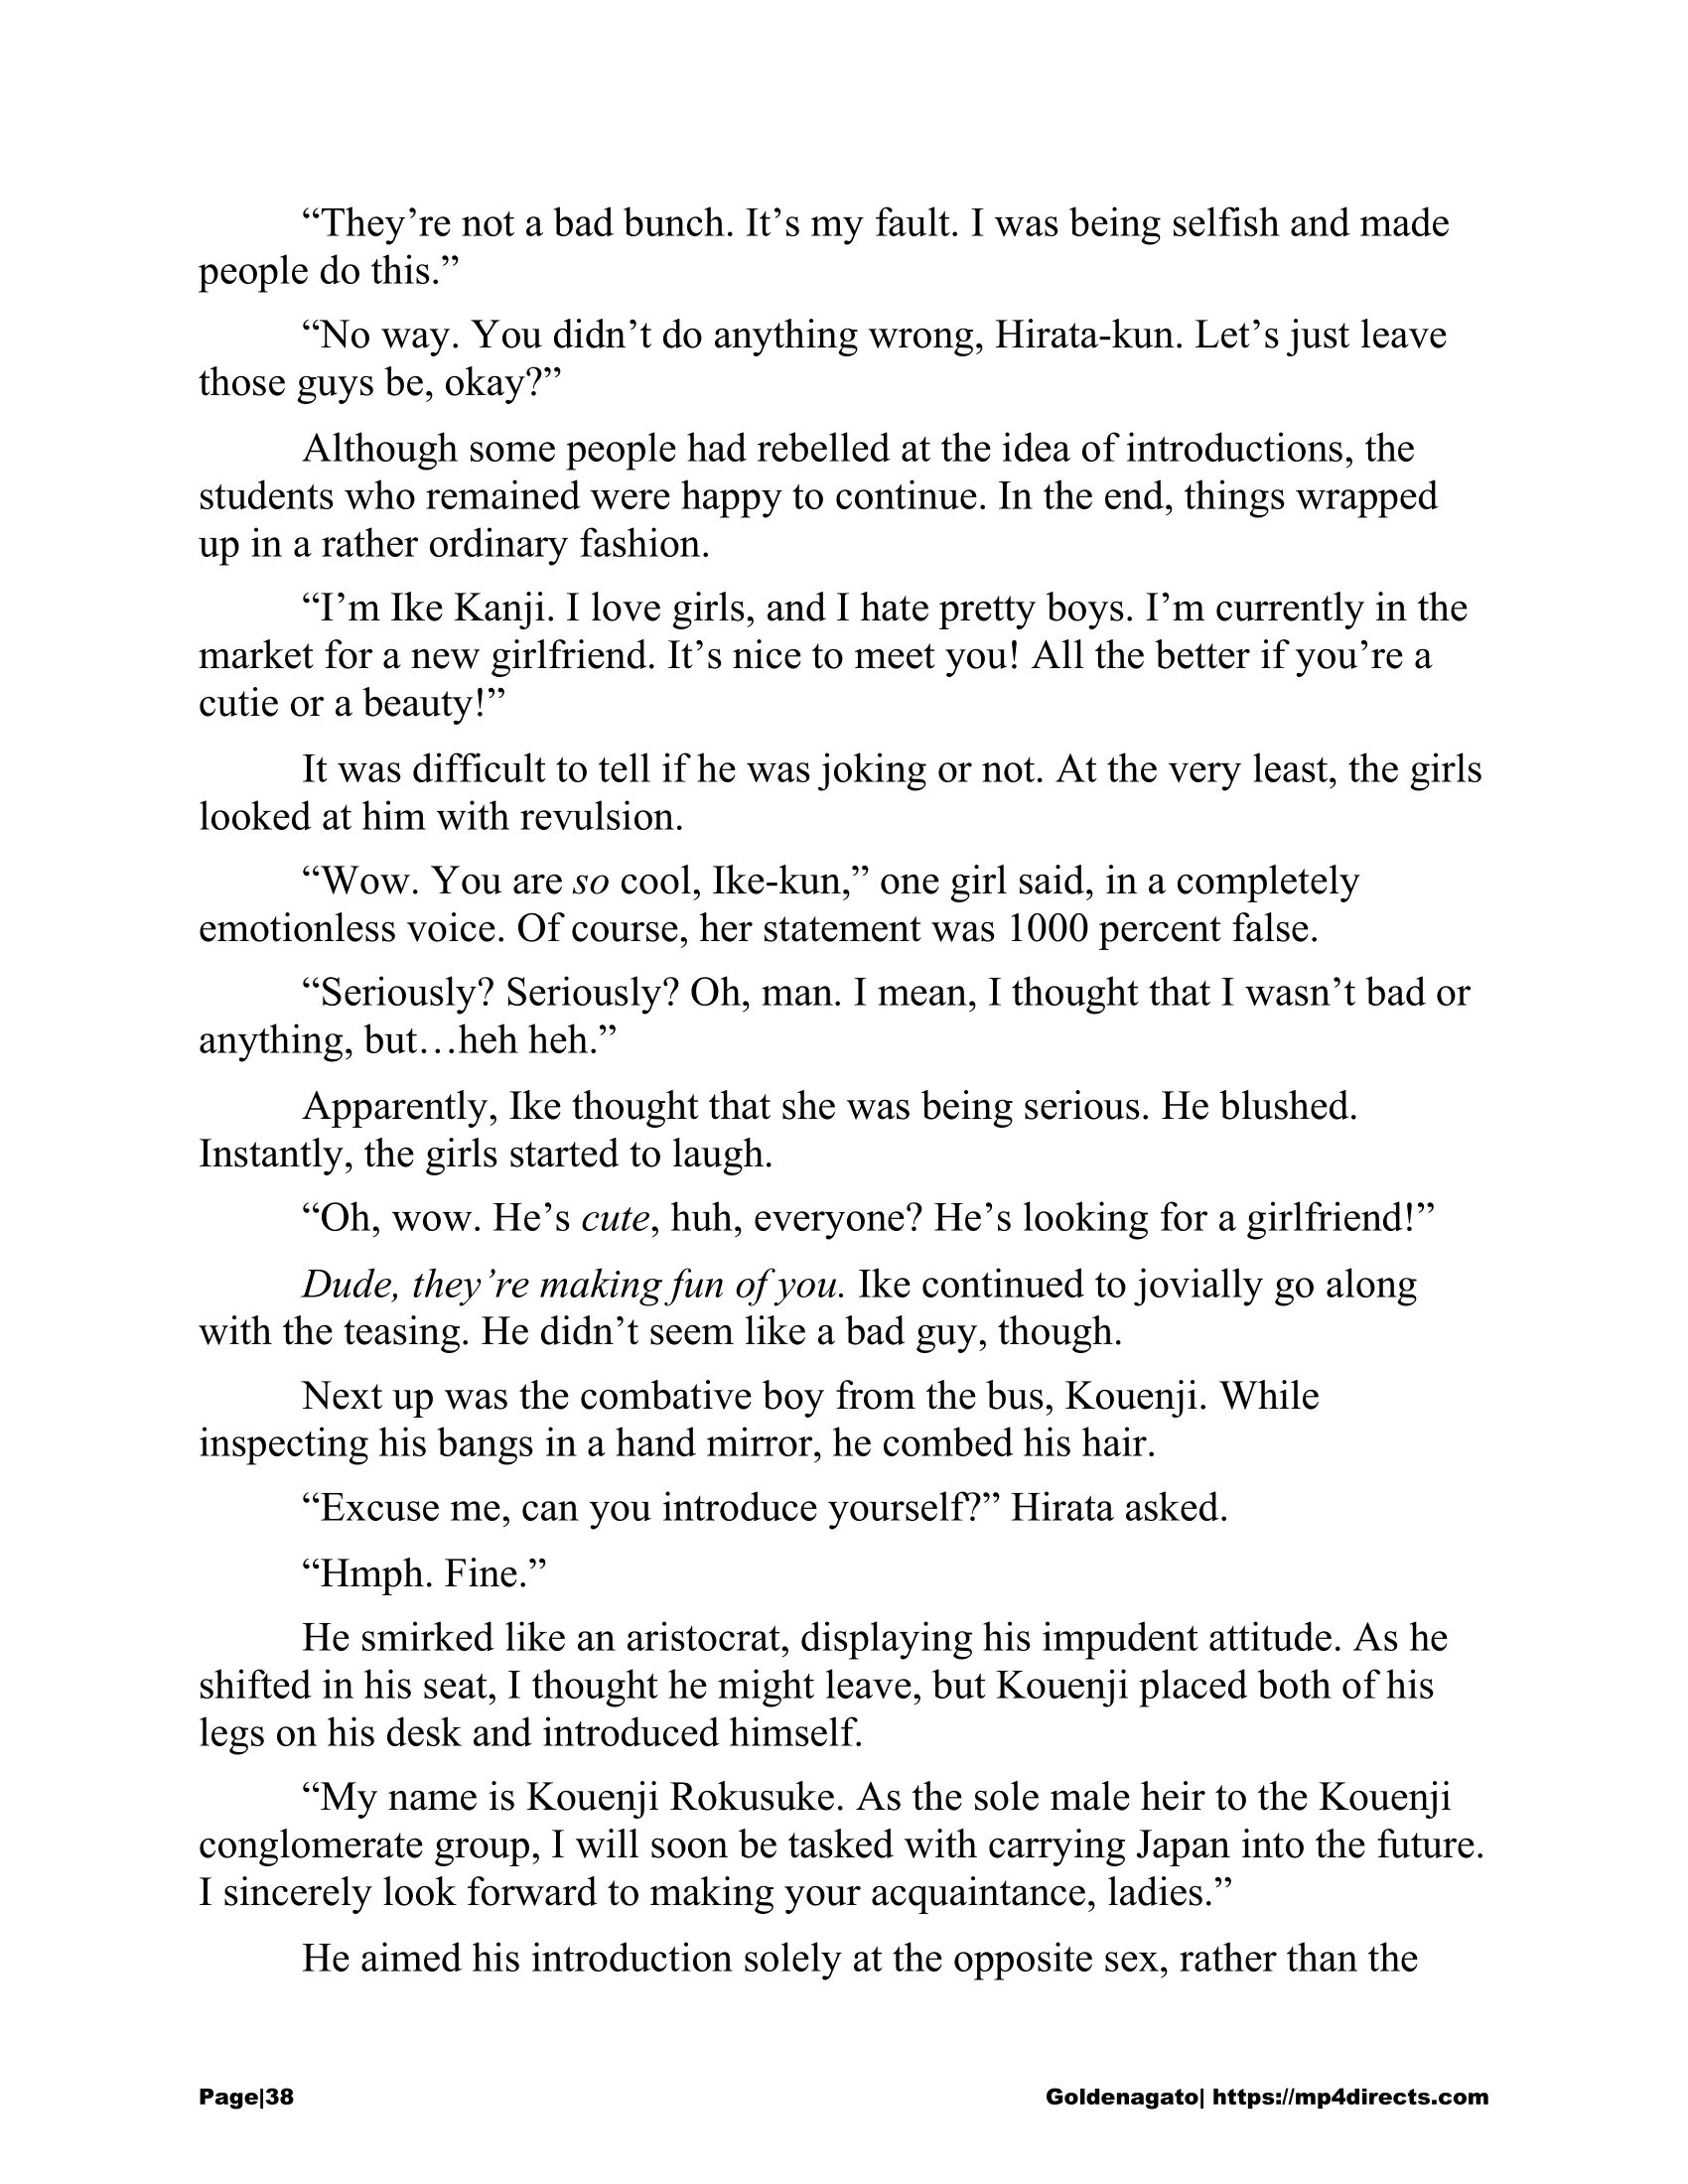 “They’re not a bad bunch. It’s my fault. I was being selfish and made
people do this.”
“No way. You didn’t do anything wrong, Hirata-kun. Let’s just leave
those guys be, okay?”
Although some people had rebelled at the idea of introductions, the
students who remained were happy to continue. In the end, things wrapped
up in a rather ordinary fashion.
“I’m Ike Kanji. I love girls, and I hate pretty boys. I’m currently in the
market for a new girlfriend. It’s nice to meet you! All the better if you’re a
cutie or a beauty!”
It was difficult to tell if he was joking or not. At the very least, the girls
looked at him with revulsion.
“Wow. You are so cool, Ike-kun,” one girl said, in a completely
emotionless voice. Of course, her statement was 1000 percent false.
“Seriously? Seriously? Oh, man. I mean, I thought that I wasn’t bad or
anything, but…heh heh.”
Apparently, Ike thought that she was being serious. He blushed.
Instantly, the girls started to laugh.
“Oh, wow. He’s cute, huh, everyone? He’s looking for a girlfriend!”
Dude, they’re making fun of you. Ike continued to jovially go along
with the teasing. He didn’t seem like a bad guy, though.
Next up was the combative boy from the bus, Kouenji. While
inspecting his bangs in a hand mirror, he combed his hair.
“Excuse me, can you introduce yourself?” Hirata asked.
“Hmph. Fine.”
He smirked like an aristocrat, displaying his impudent attitude. As he
shifted in his seat, I thought he might leave, but Kouenji placed both of his
legs on his desk and introduced himself.
“My name is Kouenji Rokusuke. As the sole male heir to the Kouenji
conglomerate group, I will soon be tasked with carrying Japan into the future.
I sincerely look forward to making your acquaintance, ladies.”
He aimed his introduction solely at the opposite sex, rather than the
Page|38
Goldenagato| https://mp4directs.com